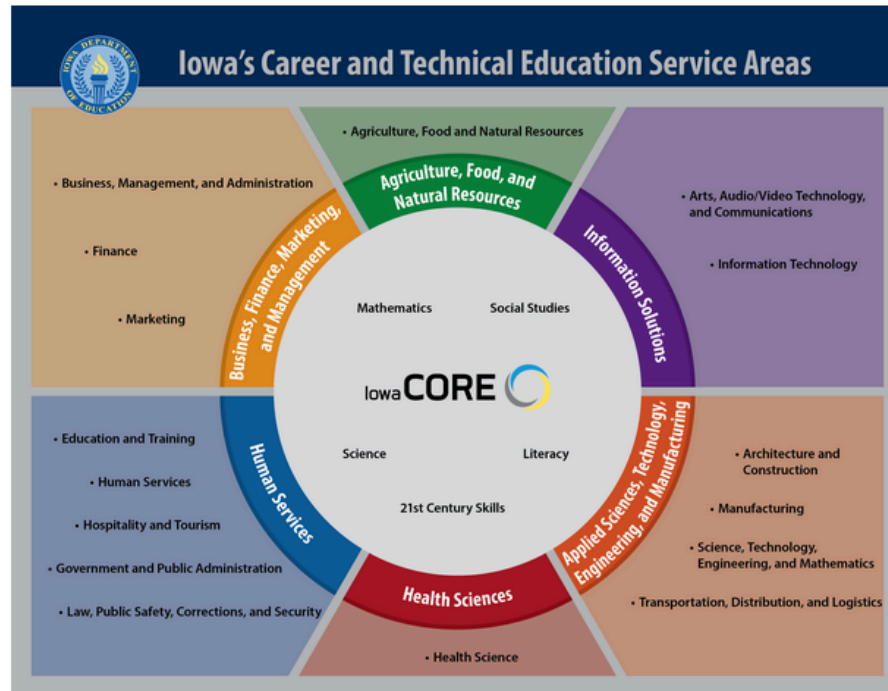 IOWA DEPARTMENT
OF EDUCATION
Iowa's Career and Technical Education Service Areas
• Agriculture, Food and Natural Resources
Agriculture, Food, and
Natural Resources
• Business, Management, and Administration
• Finance
• Marketing
Business, Finance, Marketing,
and Management
• Arts, Audio/Video Technology,
and Communications
• Information Technology
Information Solutions
Mathematics
Social Studies
Iowa CORE
Science
Literacy
21st Century Skills
• Education and Training
• Human Services
• Hospitality and Tourism
• Government and Public Administration
• Law, Public Safety, Corrections, and Security
Human Services
Applied Sciences, Technology,
Engineering, and Manufacturing
• Architecture and
Construction
• Manufacturing
• Science, Technology,
Engineering, and Mathematics
• Transportation, Distribution, and Logistics
Health Sciences
• Health Science